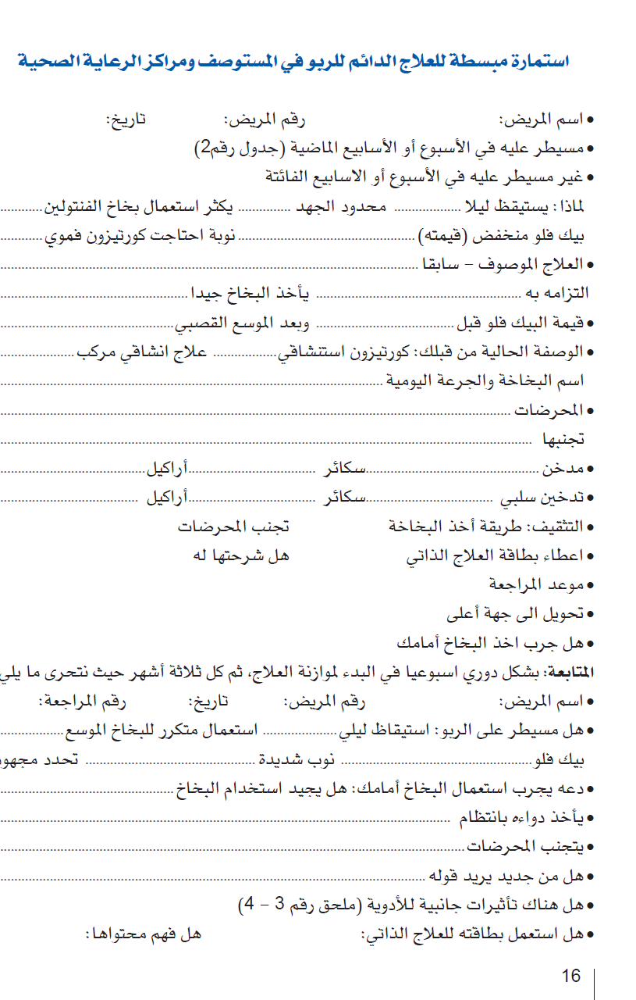 استمارة مبسطة للعلاج الدائم للربو في المستوصف ومراكز الرعاية الصحية
• اسم المريض: رقم المريض: تاريخ:
• مسيطر عليه في الأسبوع أو الأسابيع الماضية (جدول رقم2)
• غير مسيطر عليه في الأسبوع أو الاسابيع الفائتة
لماذا: يستيقظ ليلا ................... محدود الجهد ............... يكثر استعمال بخاخ الفنتولين............
بيك فلو منخفض (قيمته) ..................................................نوبة احتاجت كورتيزون فموي ............
• العلاج الموصوف – سابقا ........................................................................................................................
التزامه به .......................................................... يأخذ البخاخ جيدا.....................................................
• قيمة البيك فلو قبل ....................................... وبعد الموسع القصبي.................................................
• الوصفة الحالية من قبلك: كورتيزون استنشاقي.................. علاج انشاقي مركب .....................
اسم البخاخة والجرعة اليومية .............................................................................................................
• المحرضات .................................................................................................................................................
تجنبها .......................................................................................................................................................
• مدخن .................................................سكائر ....................................أراكيل.........................................
• تدخين سلبي ....................................سكائر ....................................أراكيل .......................................
• التثقيف: طريقة أخذ البخاخة تجنب المحرضات
• اعطاء بطاقة العلاج الذاتي هل شرحتها له
• موعد المراجعة
• تحويل الى جهة أعلى
• هل جرب اخذ البخاخ أمامك
المتابعة: بشكل دوري اسبوعيا في البدء لموازنة العلاج، ثم كل ثلاثة أشهر حيث نتحرى ما يلي
• اسم المريض: رقم المريض: تاريخ: رقم المراجعة:
• هل مسيطر على الربو: استيقاظ ليلي..................... استعمال متكرر للبخاخ الموسع..................
بيك فلو................................................. نوب شديدة ................................................ تحدد مجهو
• دعه يجرب استعمال البخاخ أمامك: هل يجيد استخدام البخاخ .................................................
• يأخذ دواءه بانتظام ................................................................................................................................
• يتجنب المحرضات....................................................................................................................................
• هل من جديد يريد قوله .........................................................................................................................
• هل هناك تأثيرات جانبية للأدوية (ملحق رقم 3 – 4)
• هل استعمل بطاقته للعلاج الذاتي: هل فهم محتواها:
16